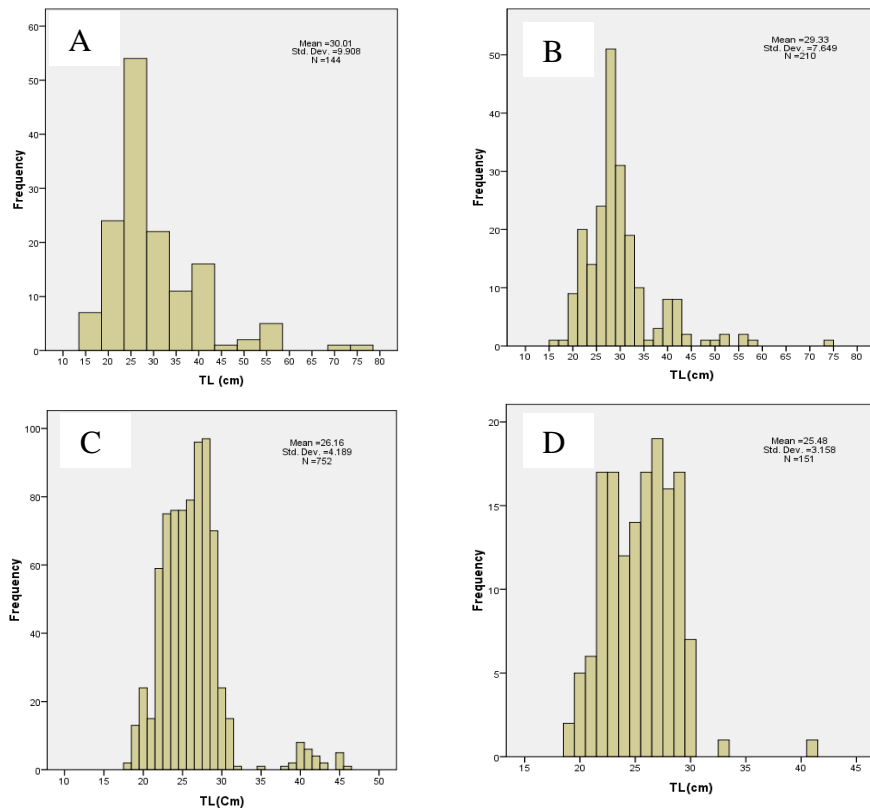 A
Mean =30.01
Std. Dev. =9.908
N =144
Frequency
60
50
40
30
20
10
0
10 15 20 25 30 35 40 45 50 55 60 65 70 75 80
TL (cm)
B
Mean =29.33
Std. Dev. =7.649
N =210
Frequency
50
40
30
20
10
0
10 15 20 25 30 35 40 45 50 55 60 65 70 75 80
TL(cm)
C
Mean =26.16
Std. Dev. =4.189
N =752
Frequency
100
80
60
40
20
0
10 20 30 40 50
TL(Cm)
D
Mean =25.48
Std. Dev. =3.158
N =151
Frequency
20
15
10
5
0
15 20 25 30 35 40 45
TL(cm)